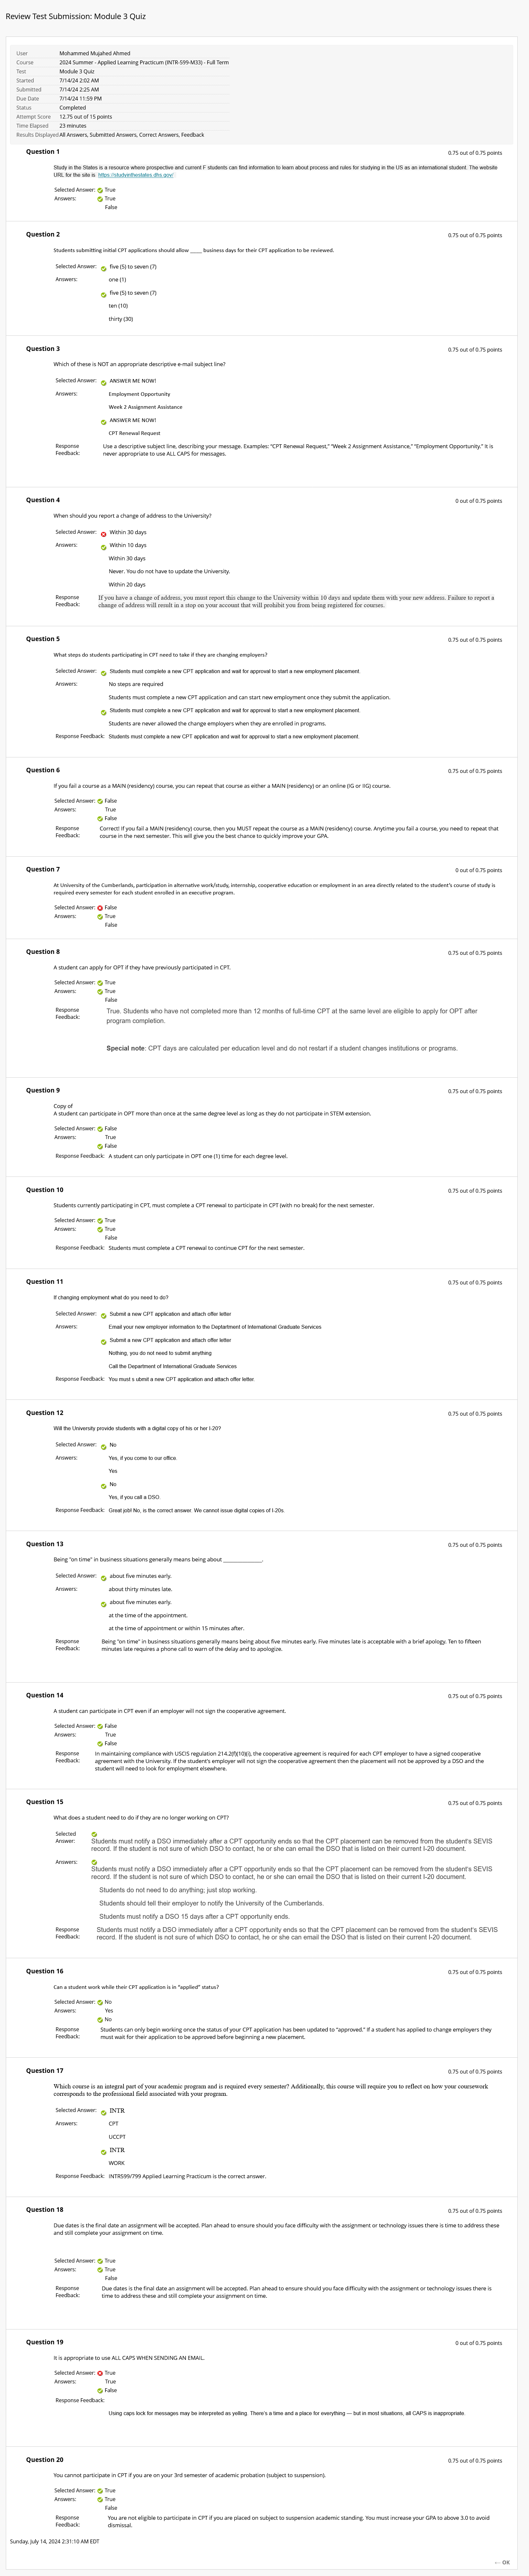 Review Test Submission: Module 3 Quiz
User Mohammed Mujahed Ahmed
Course 2024 Summer - Applied Learning Practicum (INTR-599-M33) - Full Term
Test Module 3 Quiz
Started 7/14/24 2:02 AM
Submitted 7/14/24 2:25 AM
Due Date 7/14/24 11:59 PM
Status Completed
Attempt Score 12.75 out of 15 points
Time Elapsed 23 minutes
Results Displayed All Answers, Submitted Answers, Correct Answers, Feedback
Question 1 0.75 out of 0.75 points
Study in the States is a resource where prospective and current F students can find information to learn about process and rules for studying in the US as an international student. The website
URL for the site is https://studyinthestates.dhs.gov/
Selected Answer: True
Answers: True
False
Question 2 0.75 out of 0.75 points
Students submitting initial CPT applications should allow _____ business days for their CPT application to be reviewed.
Selected Answer: five (5) to seven (7)
Answers: one (1)
five (5) to seven (7)
ten (10)
thirty (30)
Question 3 0.75 out of 0.75 points
Which of these is NOT an appropriate descriptive e-mail subject line?
Selected Answer: ANSWER ME NOW!
Answers: Employment Opportunity
Week 2 Assignment Assistance
ANSWER ME NOW!
CPT Renewal Request
Response Use a descriptive subject line, describing your message. Examples: "CPT Renewal Request," "Week 2 Assignment Assistance," "Employment Opportunity." It is
Feedback: never appropriate to use ALL CAPS for messages.
Question 4 0 out of 0.75 points
When should you report a change of address to the University?
Selected Answer: Within 30 days
Answers: Within 10 days
Within 30 days
Never. You do not have to update the University.
Within 20 days
Response If you have a change of address, you must report this change to the University within 10 days and update them with your new address. Failure to report a
Feedback: change of address will result in a stop on your account that will prohibit you from being registered for courses.
Question 5 0.75 out of 0.75 points
What steps do students participating in CPT need to take if they are changing employers?
Selected Answer: Students must complete a new CPT application and wait for approval to start a new employment placement
Answers: No steps are required
Students must complete a new CPT application and can start new employment once they submit the application.
Students must complete a new CPT application and wait for approval to start a new employment placement
Students are never allowed the change employers when they are enrolled in programs.
Response Feedback: Students must complete a new CPT application and wait for approval to start a new employment placement.
Question 6 0.75 out of 0.75 points
If you fail a course as a MAIN (residency) course, you can repeat that course as either a MAIN (residency) or an online (IG or IIG) course.
Selected Answer: False
Answers: True
False
Response Correct! If you fail a MAIN (residency) course, then you MUST repeat the course as a MAIN (residency) course. Anytime you fail a course, you need to repeat that
Feedback: course in the next semester. This will give you the best chance to quickly improve your GPA.
Question 7 0 out of 0.75 points
At University of the Cumberlands, participation in alternative work/study, internship, cooperative education or employment in an area directly related to the student's course of study is
required every semester for each student enrolled in an executive program.
Selected Answer: False
Answers: True
False
Question 8 0.75 out of 0.75 points
A student can apply for OPT if they have previously participated in CPT.
Selected Answer: True
Answers: True
False
Response True. Students who have not completed more than 12 months of full-time CPT at the same level are eligible to apply for OPT after
Feedback: program completion.
Special note: CPT days are calculated per education level and do not restart if a student changes institutions or programs.
Question 9 0.75 out of 0.75 points
Copy of
A student can participate in OPT more than once at the same degree level as long as they do not participate in STEM extension.
Selected Answer: False
Answers: True
False
Response Feedback: A student can only participate in OPT one (1) time for each degree level.
Question 10 0.75 out of 0.75 points
Students currently participating in CPT, must complete a CPT renewal to participate in CPT (with no break) for the next semester.
Selected Answer: True
Answers: True
False
Response Feedback: Students must complete a CPT renewal to continue CPT for the next semester.
Question 11 0.75 out of 0.75 points
If changing employment what do you need to do?
Selected Answer: Submit a new CPT application and attach offer letter
Answers: Email your new employer information to the Deptartment of International Graduate Services
Submit a new CPT application and attach offer letter
Nothing, you do not need to submit anything
Call the Department of International Graduate Services
Response Feedback: You must s ubmit a new CPT application and attach offer letter.
Question 12 0.75 out of 0.75 points
Will the University provide students with a digital copy of his or her I-20?
Selected Answer: No
Answers: Yes, if you come to our office.
Yes
No
Yes, if you call a DSO.
Response Feedback: Great job! No, is the correct answer. We cannot issue digital copies of I-20s
Question 13 0.75 out of 0.75 points
Being "on time" in business situations generally means being about ________________.
Selected Answer: about five minutes early.
Answers: about thirty minutes late.
about five minutes early.
at the time of the appointment.
at the time of appointment or within 15 minutes after.
Response Being "on time" in business situations generally means being about five minutes early. Five minutes late is acceptable with a brief apology. Ten to fifteen
Feedback: minutes late requires a phone call to warn of the delay and to apologize.
Question 14 0.75 out of 0.75 points
A student can participate in CPT even if an employer will not sign the cooperative agreement.
Selected Answer: False
Answers: True
False
Response In maintaining compliance with USCIS regulation 214.2(f)(10)(i), the cooperative agreement is required for each CPT employer to have a signed cooperative
Feedback: agreement with the University. If the student's employer will not sign the cooperative agreement then the placement will not be approved by a DSO and the
student will need to look for employment elsewhere.
Question 15 0.75 out of 0.75 points
What does a student need to do if they are no longer working on CPT?
Selected
Answer: Students must notify a DSO immediately after a CPT opportunity ends so that the CPT placement can be removed from the student's SEVIS
record. If the student is not sure of which DSO to contact, he or she can email the DSO that is listed on their current I-20 document.
Answers:
Students must notify a DSO immediately after a CPT opportunity ends so that the CPT placement can be removed from the student's SEVIS
record. If the student is not sure of which DSO to contact, he or she can email the DSO that is listed on their current I-20 document.
Students do not need to do anything; just stop working.
Students should tell their employer to notify the University of the Cumberlands.
Students must notify a DSO 15 days after a CPT opportunity ends.
Response Students must notify a DSO immediately after a CPT opportunity ends so that the CPT placement can be removed from the student's SEVIS
Feedback: record. If the student is not sure of which DSO to contact, he or she can email the DSO that is listed on their current I-20 document.
Question 16 0.75 out of 0.75 points
Can a student work while their CPT application is in "applied" status?
Selected Answer: No
Answers: Yes
No
Response Students can only begin working once the status of your CPT application has been updated to "approved." If a student has applied to change employers they
Feedback: must wait for their application to be approved before beginning a new placement.
Question 17 0.75 out of 0.75 points
Which course is an integral part of your academic program and is required every semester? Additionally, this course will require you to reflect on how your coursework
corresponds to the professional field associated with your program.
Selected Answer: INTR
Answers: CPT
UCCPT
INTR
WORK
Response Feedback: INTR599/799 Applied Learning Practicum is the correct answer.
Question 18 0.75 out of 0.75 points
Due dates is the final date an assignment will be accepted. Plan ahead to ensure should you face difficulty with the assignment or technology issues there is time to address these
and still complete your assignment on time.
Selected Answer: True
Answers: True
False
Response Due dates is the final date an assignment will be accepted. Plan ahead to ensure should you face difficulty with the assignment or technology issues there is
Feedback: time to address these and still complete your assignment on time.
Question 19 0 out of 0.75 points
It is appropriate to use ALL CAPS WHEN SENDING AN EMAIL.
Selected Answer: True
Answers: True
False
Response Feedback:
Using caps lock for messages may be interpreted as yelling. There's a time and a place for everything — but in most situations, all CAPS is inappropriate.
Question 20 0.75 out of 0.75 points
You cannot participate in CPT if you are on your 3rd semester of academic probation (subject to suspension).
Selected Answer: True
Answers: True
False
Response You are not eligible to participate in CPT if you are placed on subject to suspension academic standing. You must increase your GPA to above 3.0 to avoid
Feedback: dismissal.
Sunday, July 14, 2024 2:31:10 AM EDT
← OK